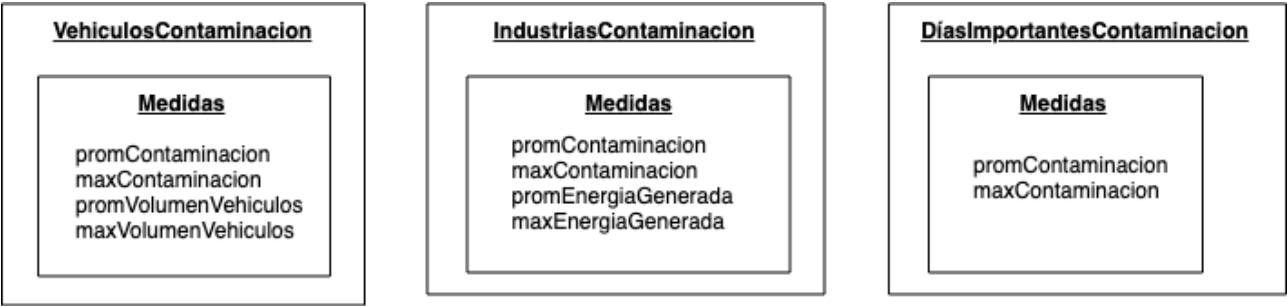 VehiculosContaminacion
Medidas
promContaminacion
maxContaminacion
promVolumenVehiculos
maxVolumenVehiculos
IndustriasContaminacion
Medidas
promContaminacion
maxContaminacion
promEnergiaGenerada
maxEnergiaGenerada
DíasImportantesContaminacion
Medidas
promContaminacion
maxContaminacion